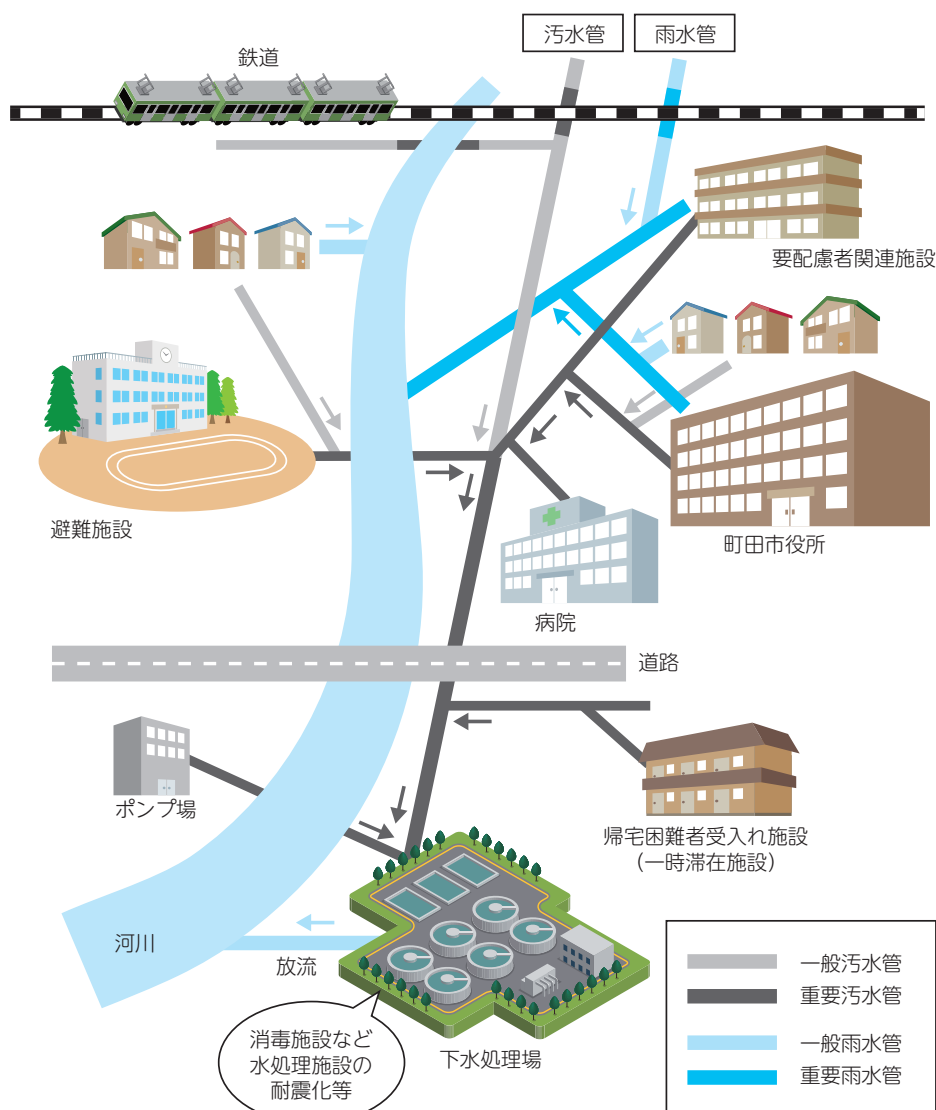 汚水管
雨水管
鉄道
要配慮者関連施設
避難施設
町田市役所
病院
道路
ポンプ場
帰宅困難者受入れ施設
(一時滞在施設)
河川
放流
消毒施設など
水処理施設の
耐震化等
下水処理場
一般汚水管
重要汚水管
一般雨水管
重要雨水管